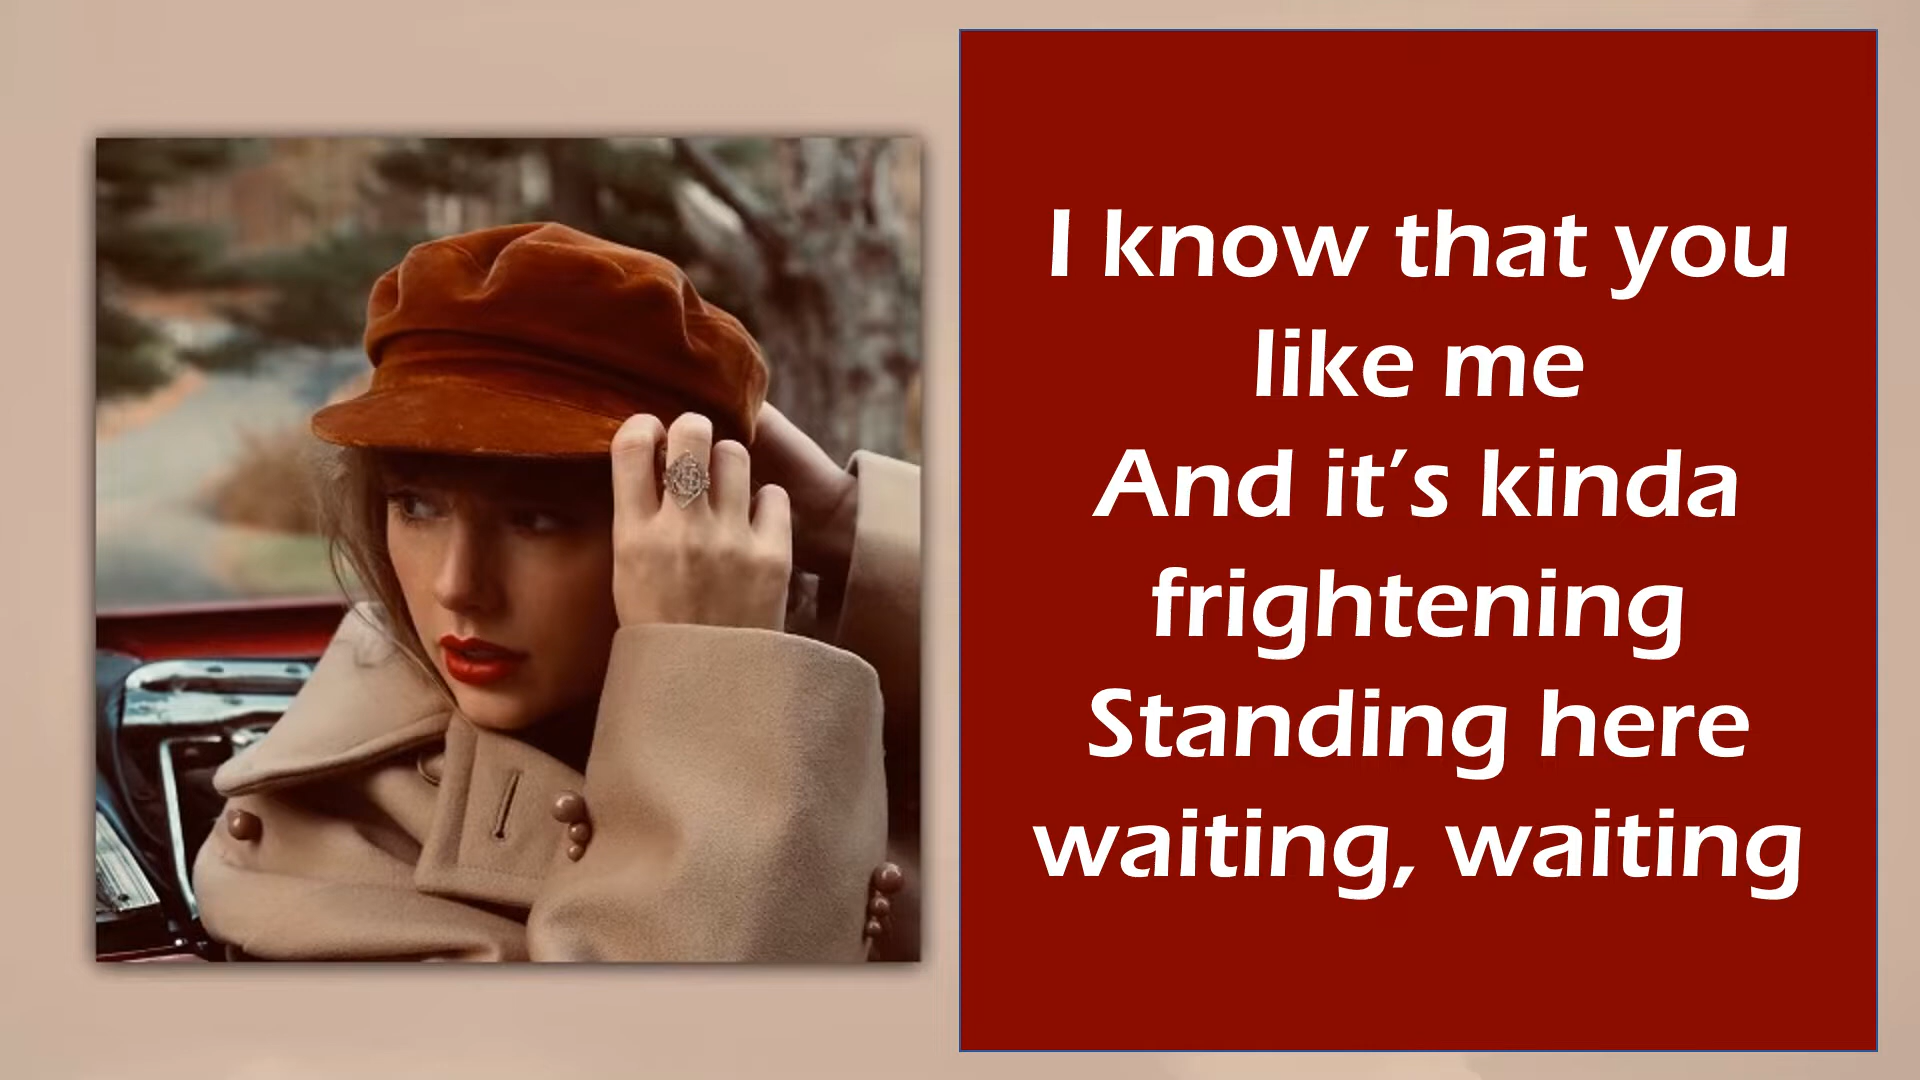 I know that you
like me
And it’s kinda
frightening
Standing here
waiting, waiting